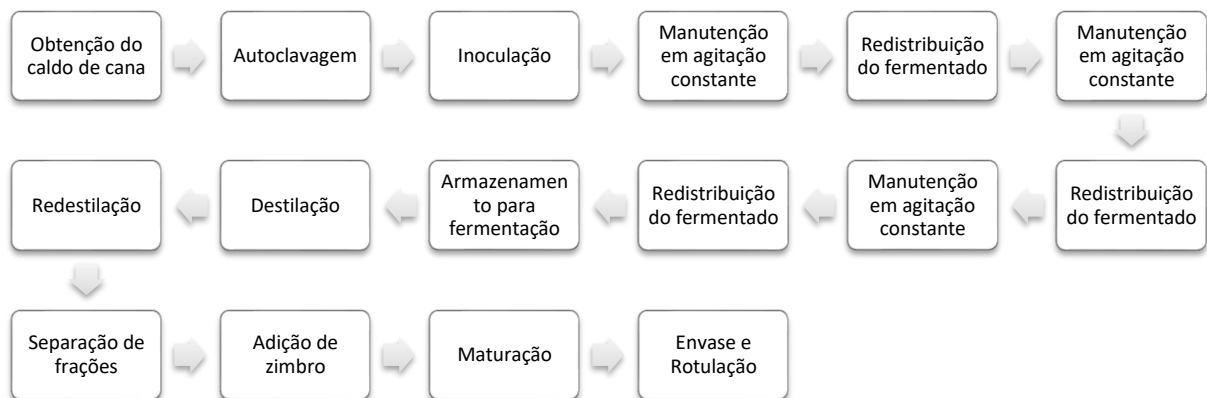 Obtenção do
caldo de cana
Autoclavagem
Inoculação
Manutenção
em agitação
constante
Redistribuição
do fermentado
Manutenção
em agitação
constante
Redistribuição
do fermentado
Manutenção
em agitação
constante
Redistribuição
do fermentado
Armazenamen
to para
fermentação
Destilação
Redestilação
Separação de
frações
Adição de
zimbro
Maturação
Envase e
Rotulação